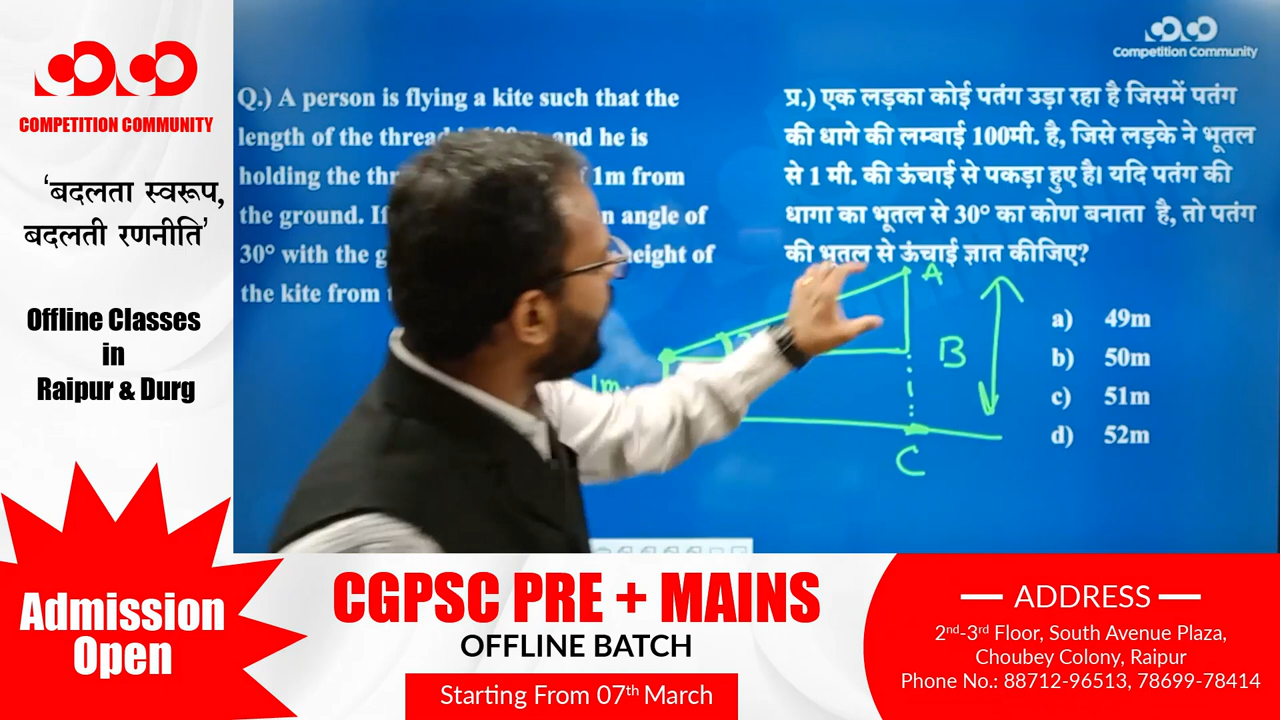 COMPETITION COMMUNITY
'बदलता स्वरूप,
बदलती रणनीति'
Offline Classes
in
Raipur & Durg
Admission
Open
Competition Community
Q.) A person is flying a kite such that the
length of the thread and he is
holding the 1m from
the ground. angle of
30° with the height of
the kite from
प्र.) एक लड़का कोई पतंग उड़ा रहा है जिसमें पतंग
की धागे की लम्बाई 100मी. है, जिसे लड़के ने भूतल
से 1 मी. की ऊंचाई से पकड़ा हुए है। यदि पतंग की
धागा का भूतल से 30° का कोण बनाता है, तो पतंग
की भूतल से ऊंचाई ज्ञात कीजिए?
a) 49m
b) 50m
c) 51m
d) 52m
A
B
C
1m
CGPSC PRE + MAINS
OFFLINE BATCH
Starting From 07th March
ADDRESS
2nd-3rd Floor, South Avenue Plaza,
Choubey Colony, Raipur
Phone No.: 88712-96513, 78699-78414